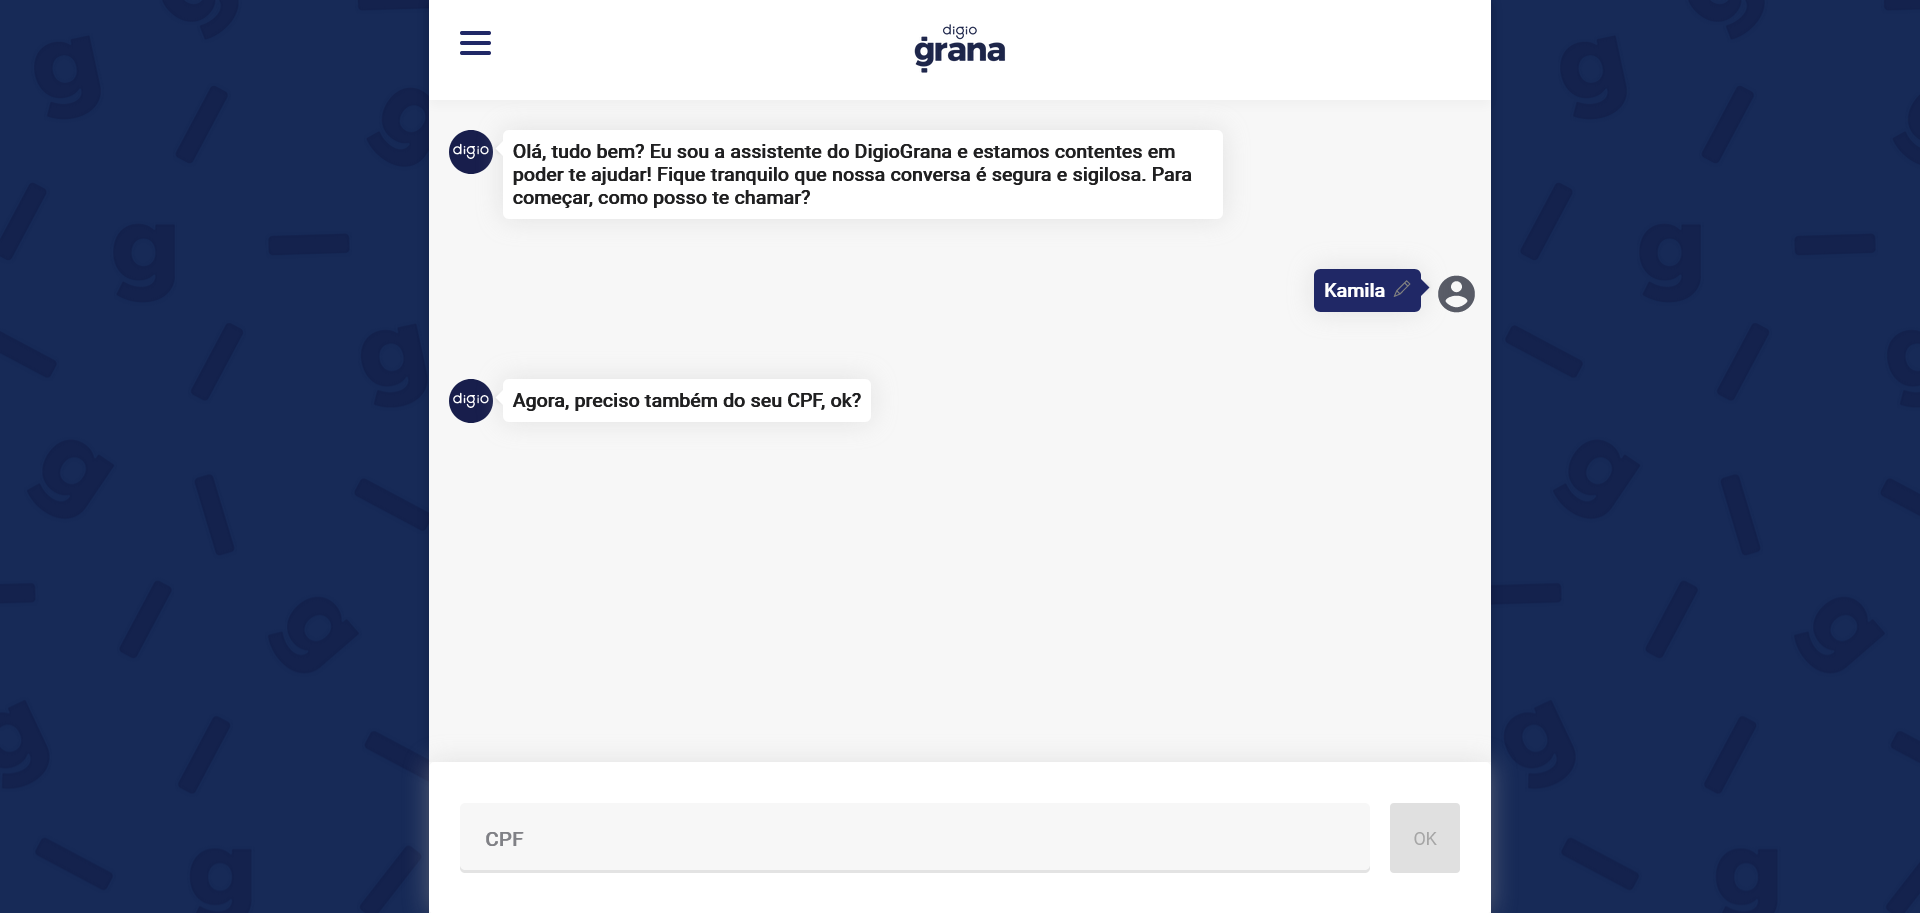 digio
grana
digio
Olá, tudo bem? Eu sou a assistente do DigioGrana e estamos contentes em
poder te ajudar! Fique tranquilo que nossa conversa é segura e sigilosa. Para
começar, como posso te chamar?
Kamila
digio
Agora, preciso também do seu CPF, ok?
CPF
OK